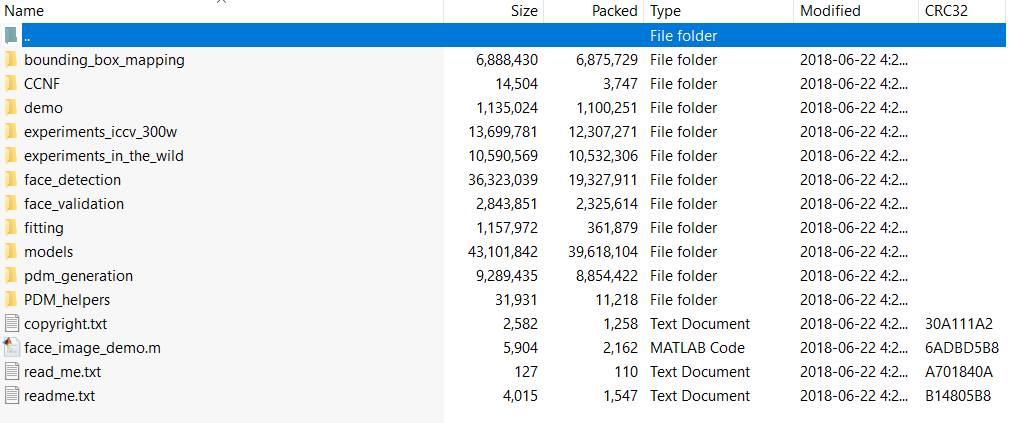 Name Size Packed Type Modified CRC32
.. File folder
bounding_box_mapping 6,888,430 6,875,729 File folder 2018-06-22 4:2...
CCNF 14,504 3,747 File folder 2018-06-22 4:2...
demo 1,135,024 1,100,251 File folder 2018-06-22 4:2...
experiments_iccv_300w 13,699,781 12,307,271 File folder 2018-06-22 4:2...
experiments_in_the_wild 10,590,569 10,532,306 File folder 2018-06-22 4:2...
face_detection 36,323,039 19,327,911 File folder 2018-06-22 4:2...
face_validation 2,843,851 2,325,614 File folder 2018-06-22 4:2...
fitting 1,157,972 361,879 File folder 2018-06-22 4:2...
models 43,101,842 39,618,104 File folder 2018-06-22 4:2...
pdm_generation 9,289,435 8,854,422 File folder 2018-06-22 4:2...
PDM_helpers 31,931 11,218 File folder 2018-06-22 4:2...
copyright.txt 2,582 1,258 Text Document 2018-06-22 4:2... 30A111A2
face_image_demo.m 5,904 2,162 MATLAB Code 2018-06-22 4:2... 6ADBD5B8
read_me.txt 127 110 Text Document 2018-06-22 4:2... A701840A
readme.txt 4,015 1,547 Text Document 2018-06-22 4:2... B14805B8